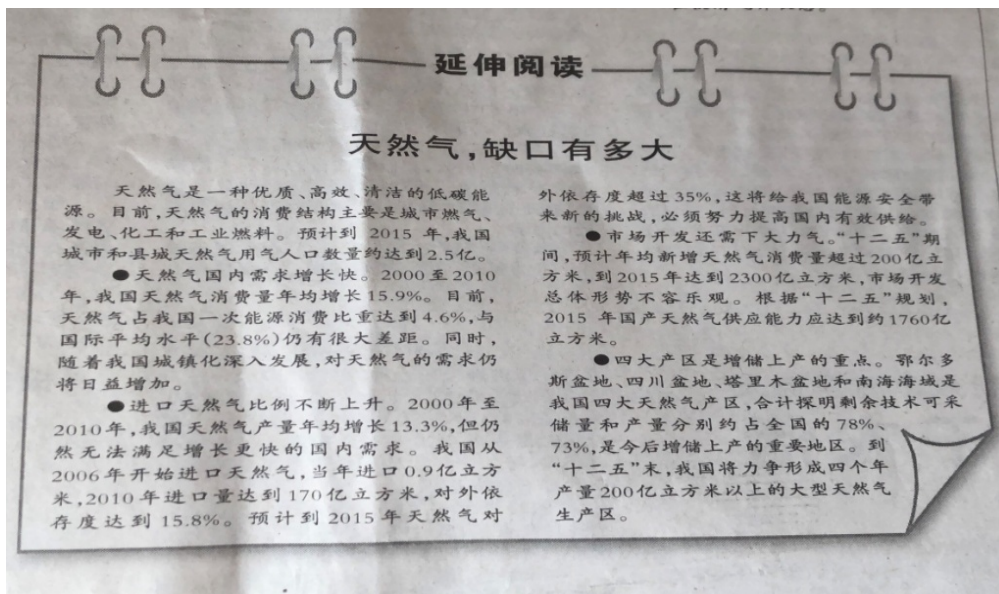 延伸阅读
天然气,缺口有多大
天然气是一种优质、高效、清洁的低碳能
源。目前,天然气的消费结构主要是城市燃气、
发电、化工和工业燃料。预计到 2015 年,我国
城市和县城天然气用气人口数量约达到2.5亿。
●天然气国内需求增长快。2000至2010
年,我国天然气消费量年均增长15.9%。目前,
天然气占我国一次能源消费比重达到4.6%,与
国际平均水平(23.8%)仍有很大差距。同时,
随着我国城镇化深入发展,对天然气的需求仍
将日益增加。
●进口天然气比例不断上升。2000年至
2010年,我国天然气产量年均增长13.3%,但仍
然无法满足增长更快的国内需求。我国从
2006年开始进口天然气,当年进口0.9亿立方
米,2010年进口量达到170亿立方米,对外依
存度达到15.8%。预计到2015年天然气对
外依存度超过35%,这将给我国能源安全带
来新的挑战,必须努力提高国内有效供给。
●市场开发还需下大力气。“十二五”期
间,预计年均新增天然气消费量超过200亿立
方米,到2015年达到2300亿立方米,市场开发
总体形势不容乐观。根据“十二五”规划,
2015 年国产天然气供应能力应达到约1760亿
立方米。
●四大产区是增储上产的重点。鄂尔多
斯盆地、四川盆地、塔里木盆地和南海海域是
我国四大天然气产区,合计探明剩余技术可采
储量和产量分别约占全国的78%、
73%,是今后增储上产的重要地区。到
“十二五”末,我国将力争形成四个年
产量200亿立方米以上的大型天然气
生产区。